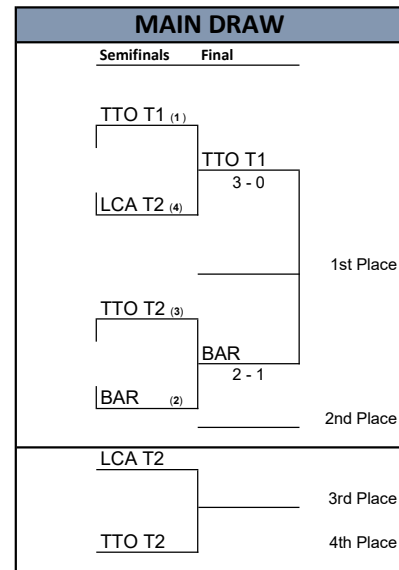 MAIN DRAW
Semifinals Final
TTO T1 (1)
TTO T1
3 - 0
LCA T2 (4)
1st Place
TTO T2 (3)
BAR
2 - 1
BAR (2)
2nd Place
LCA T2
3rd Place
TTO T2 4th Place